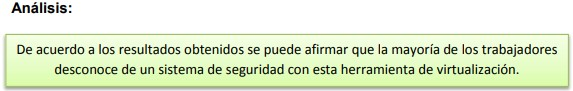 Análisis:
De acuerdo a los resultados obtenidos se puede afirmar que la mayoría de los trabajadores
desconoce de un sistema de seguridad con esta herramienta de virtualización.